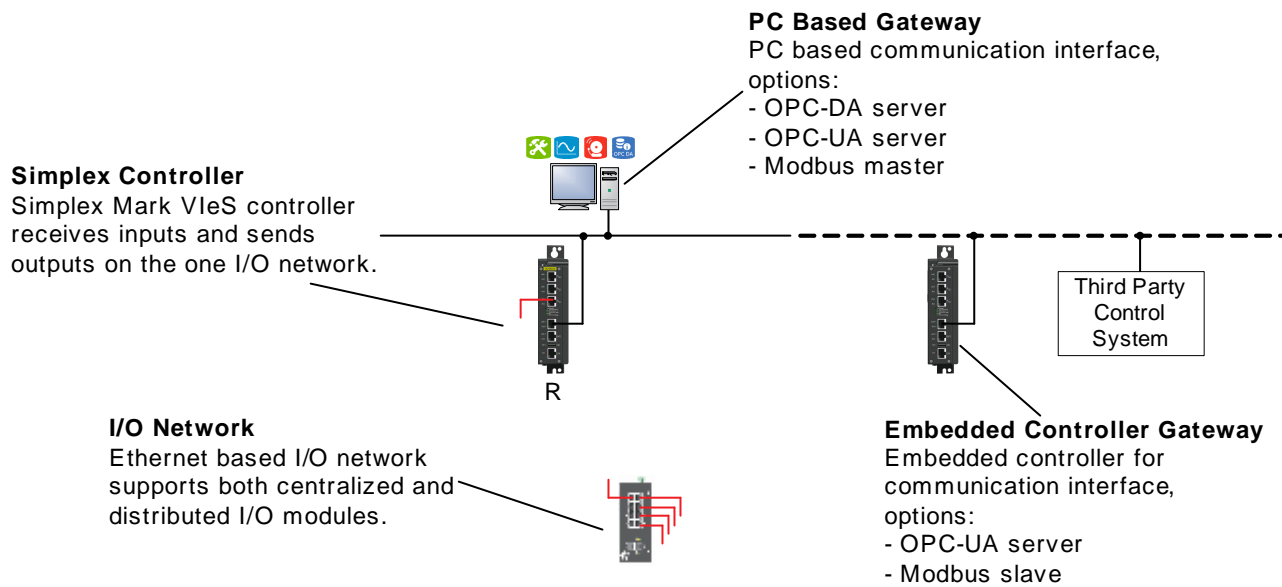 PC Based Gateway
PC based communication interface,
options:
- OPC-DA server
- OPC-UA server
- Modbus master
OPC DA
Simplex Controller
Simplex Mark VIeS controller
receives inputs and sends
outputs on the one I/O network.
R
Third Party
Control
System
I/O Network
Ethernet based I/O network
supports both centralized and
distributed I/O modules.
Embedded Controller Gateway
Embedded controller for
communication interface,
options:
- OPC-UA server
- Modbus slave